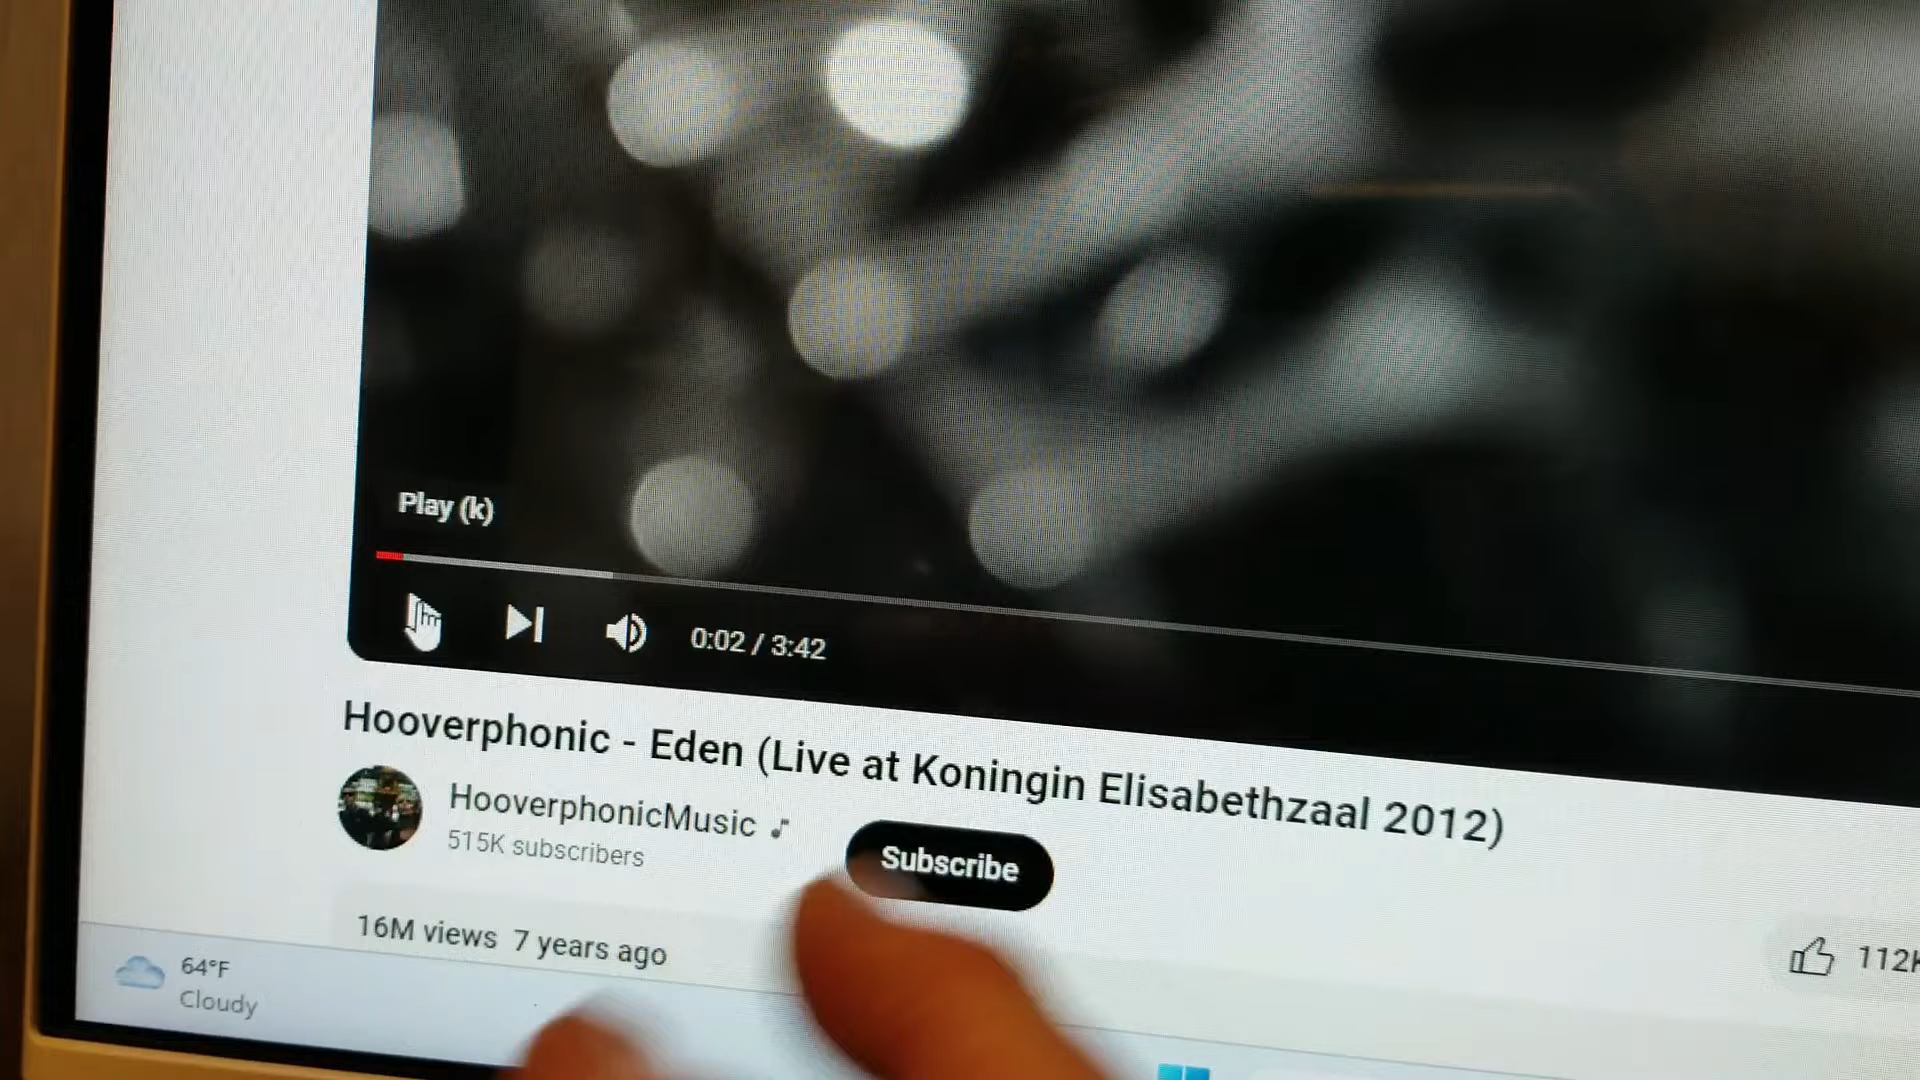 Play (k)
0:02 / 3:42
Hooverphonic - Eden (Live at Koningin Elisabethzaal 2012)
HooverphonicMusic
515K subscribers
Subscribe
16M views 7 years ago
112K
64°F
Cloudy